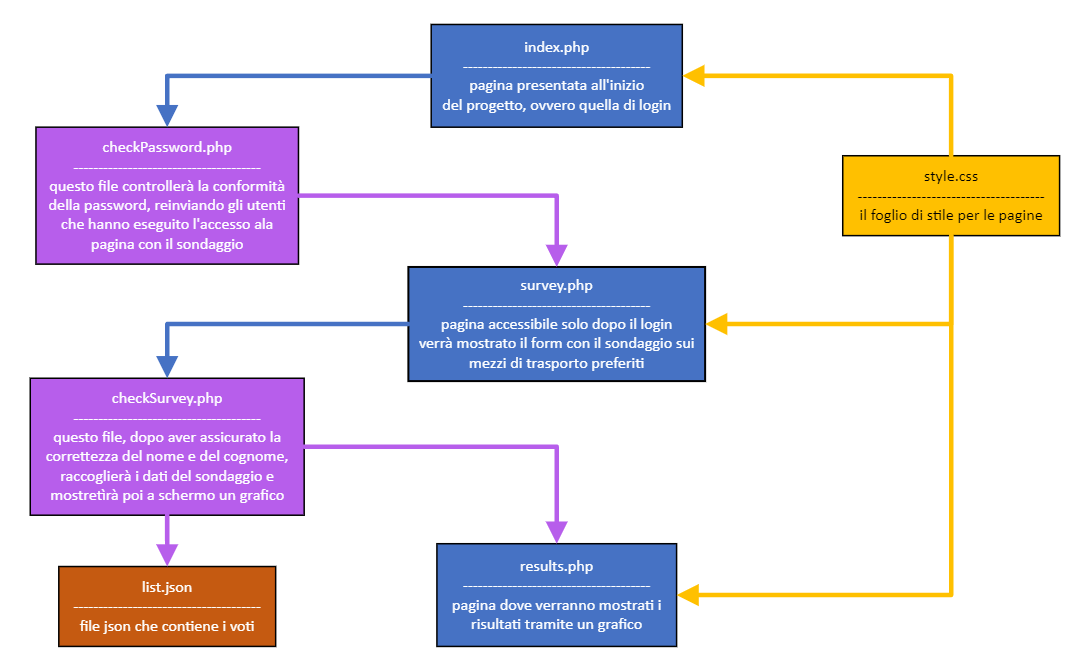 index.php
--------------------------------------
pagina presentata all'inizio
del progetto, ovvero quella di login
checkPassword.php
--------------------------------------
questo file controllerà la conformità
della password, reinviando gli utenti
che hanno eseguito l'accesso ala
pagina con il sondaggio
style.css
--------------------------------------
il foglio di stile per le pagine
survey.php
--------------------------------------
pagina accessibile solo dopo il login
verrà mostrato il form con il sondaggio sui
mezzi di trasporto preferiti
checkSurvey.php
--------------------------------------
questo file, dopo aver assicurato la
correttezza del nome e del cognome,
raccoglierà i dati del sondaggio e
mostretìrà poi a schermo un grafico
list.json
--------------------------------------
file json che contiene i voti
results.php
--------------------------------------
pagina dove verranno mostrati i
risultati tramite un grafico